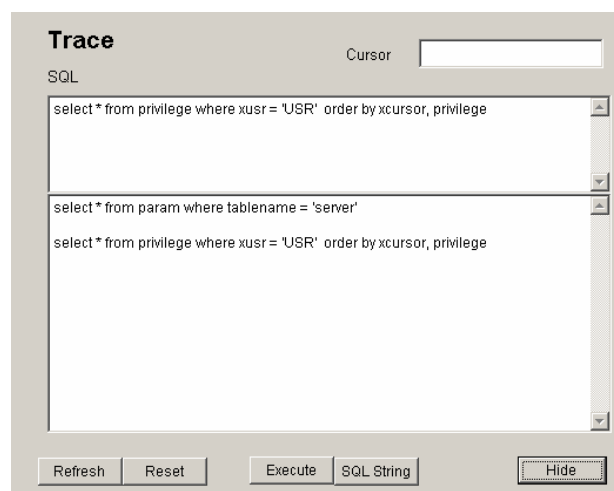 Trace
Cursor
SQL
select * from privilege where xusr = 'USR'  order by xcursor, privilege
select * from param where tablename = 'server'
select * from privilege where xusr = 'USR'  order by xcursor, privilege
Refresh Reset Execute SQL String Hide